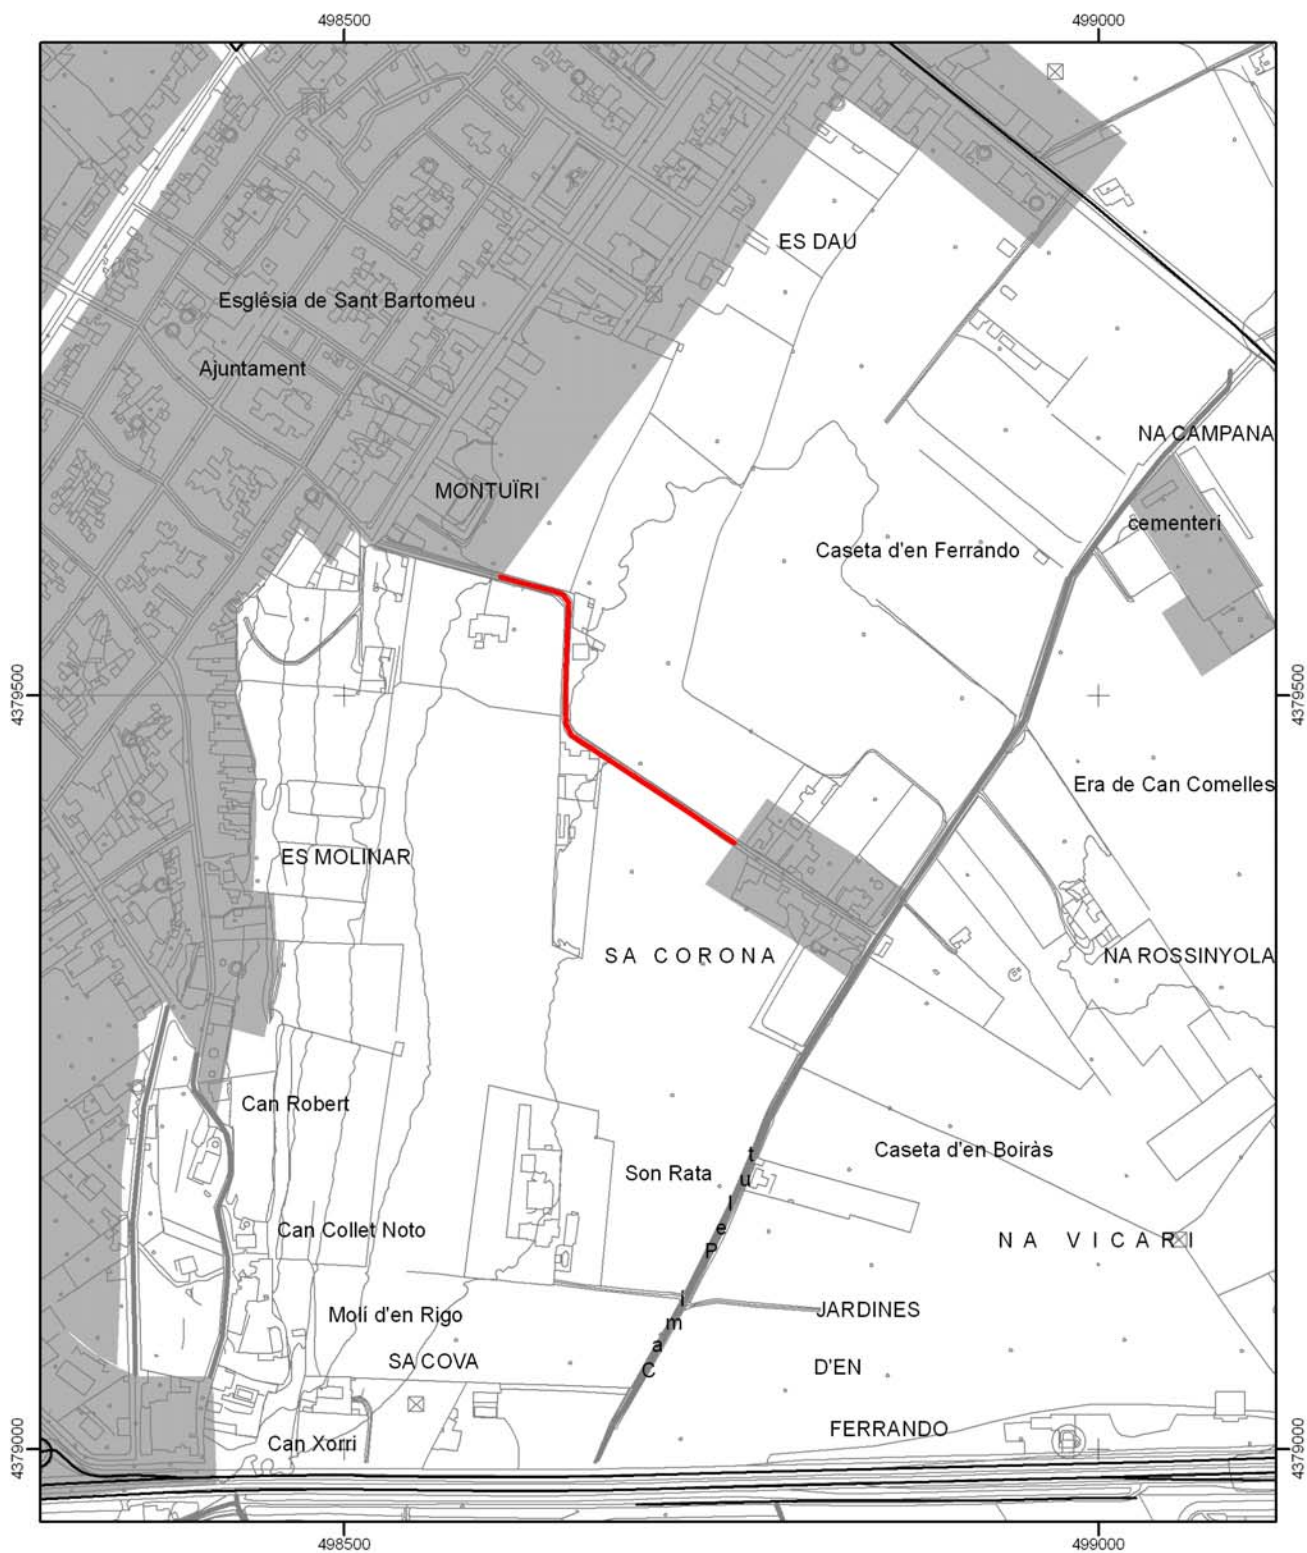 498500
499000
ES DAU
Església de Sant Bartomeu
Ajuntament
NA CAMPANA
MONTUÏRI
cementeri
Caseta d'en Ferrando
4379500
4379500
Era de Can Comelles
ES MOLINAR
SA CORONA
NA ROSSINYOLA
Can Robert
Caseta d'en Boiràs
Son Rata
Can Collet Noto
NA VICARI
Camí Pelut
JARDINES
Molí d'en Rigo
SA COVA
D'EN
FERRANDO
Can Xorri
4379000
4379000
498500
499000